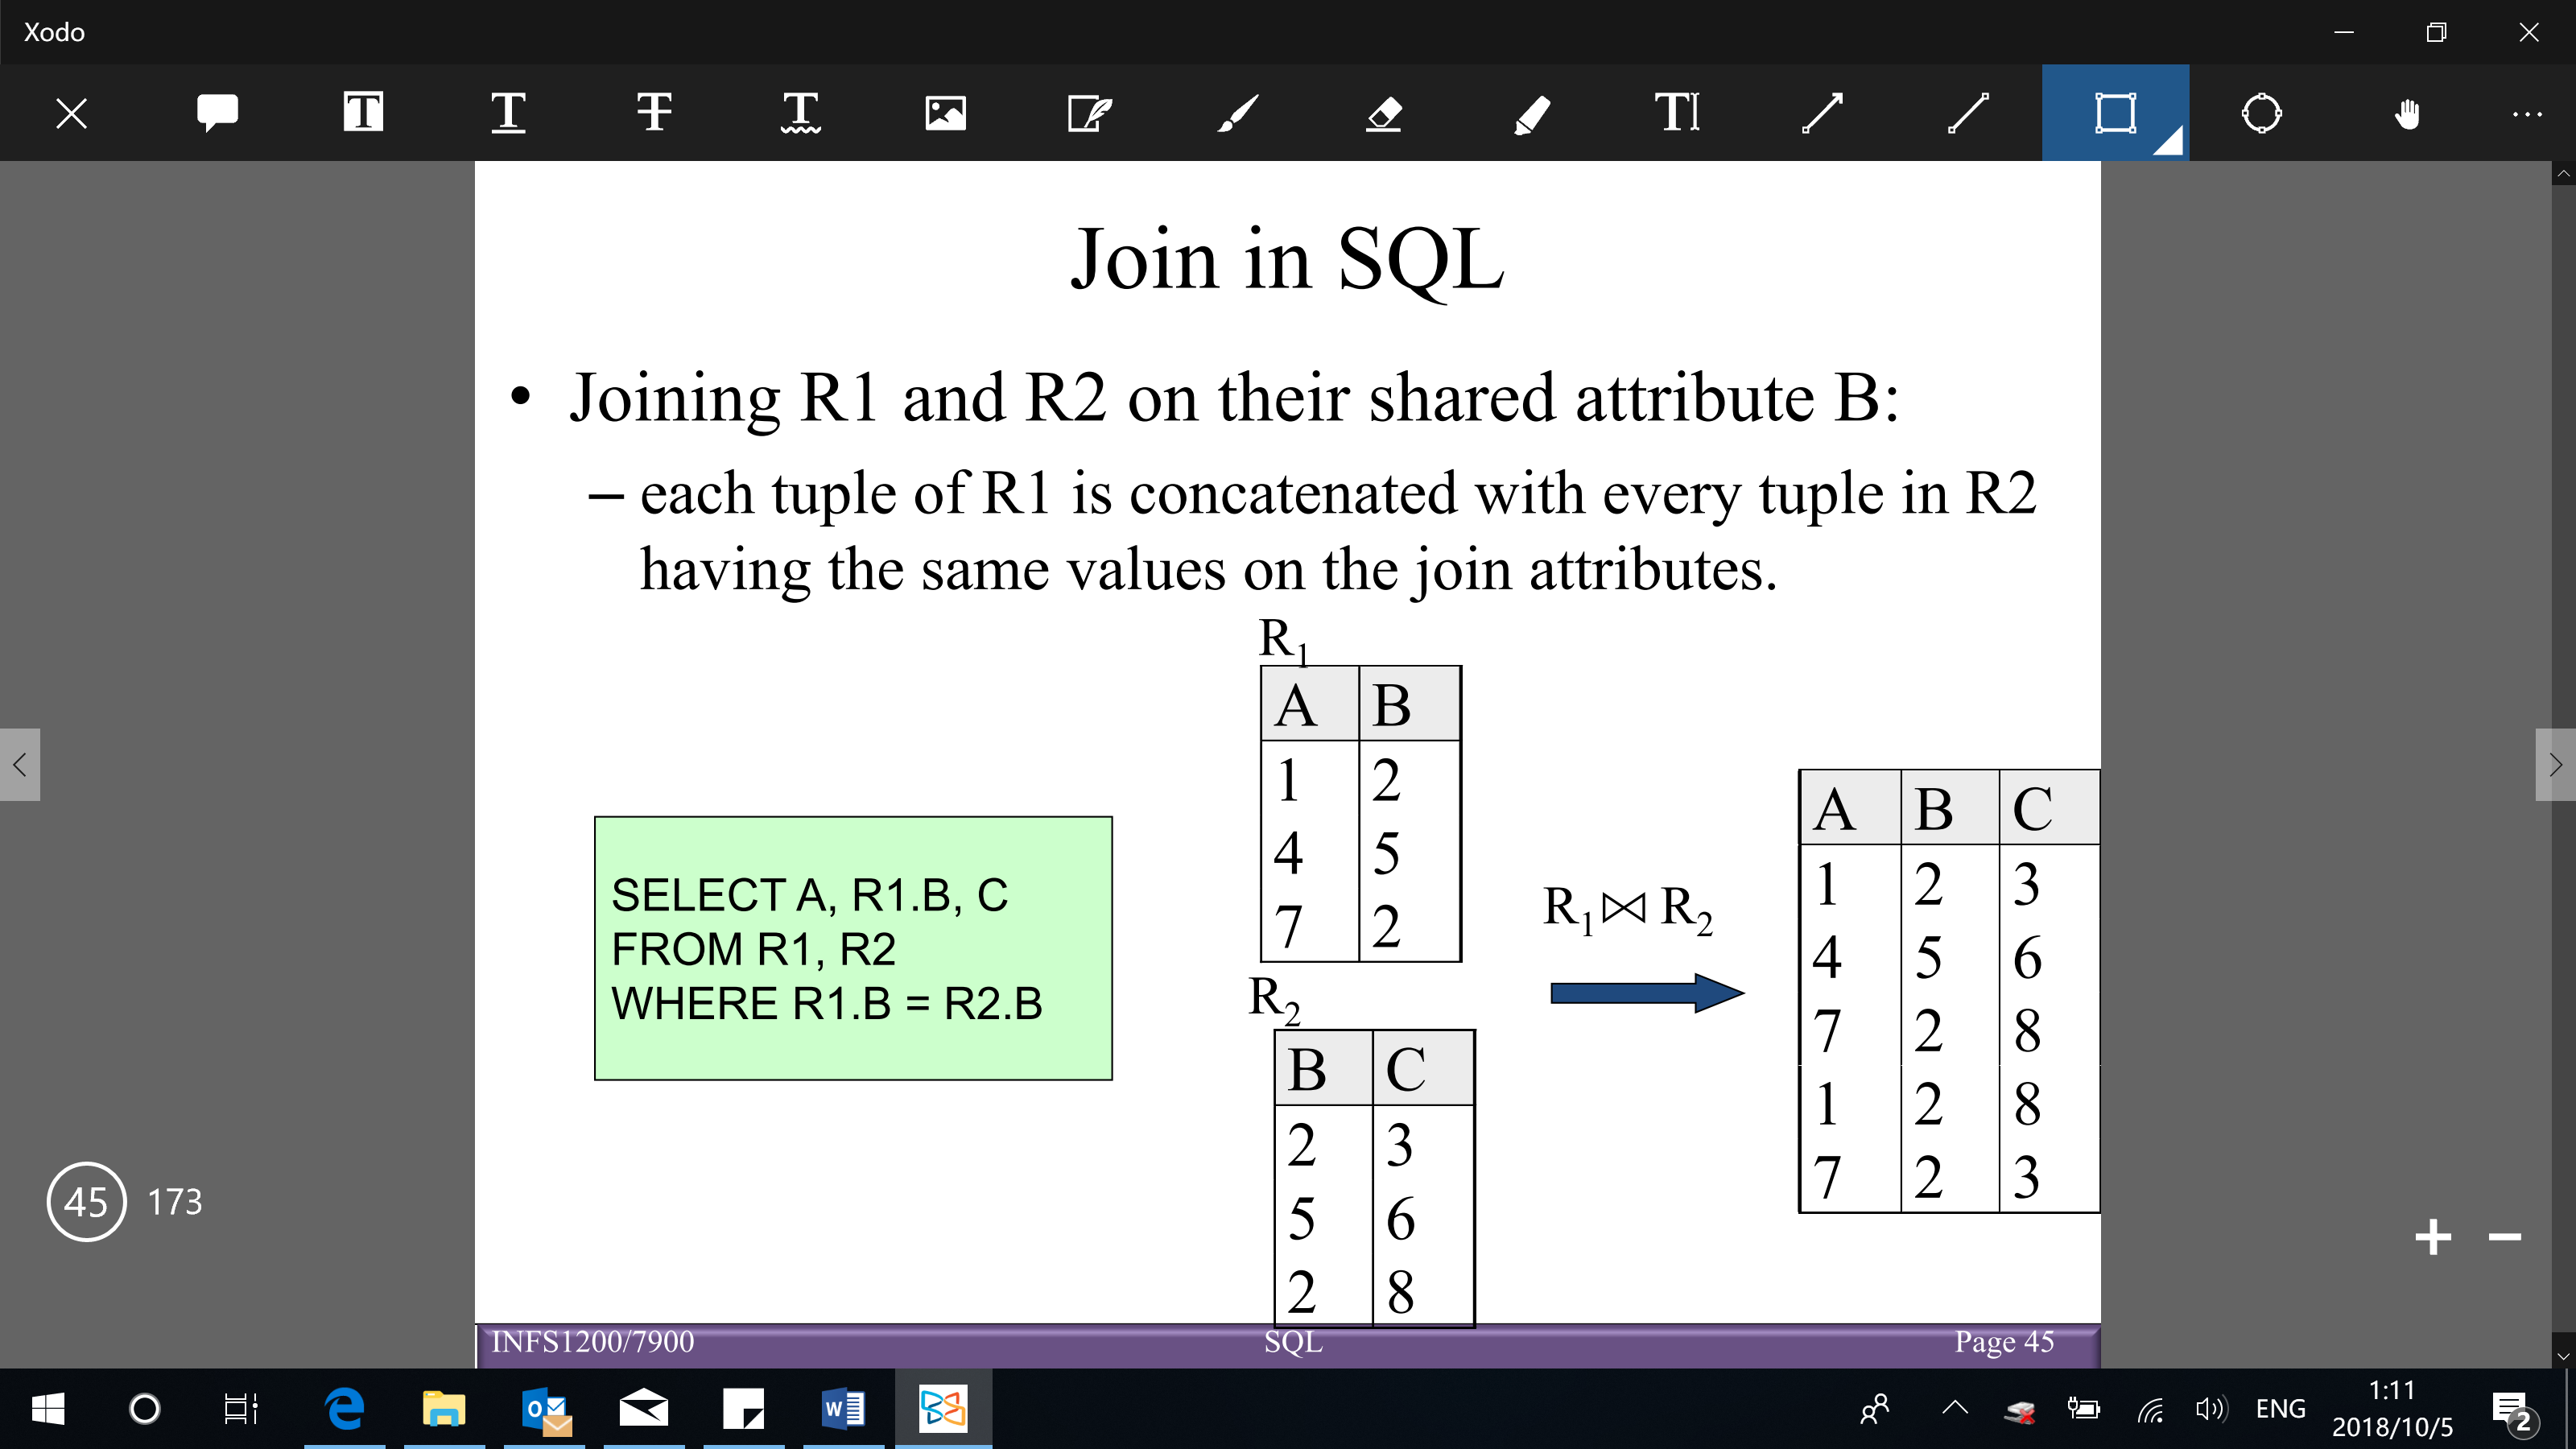 Xodo
Join in SQL
• Joining R1 and R2 on their shared attribute B:
– each tuple of R1 is concatenated with every tuple in R2
having the same values on the join attributes.
R1
A B
1 2
4 5
7 2
SELECT A, R1.B, C
FROM R1, R2
WHERE R1.B = R2.B
R2
B C
2 3
5 6
2 8
R1⋈ R2
A B C
1 2 3
4 5 6
7 2 8
1 2 8
7 2 3
45 173
INFS1200/7900 SQL Page 45
ENG
1:11
2018/10/5
2